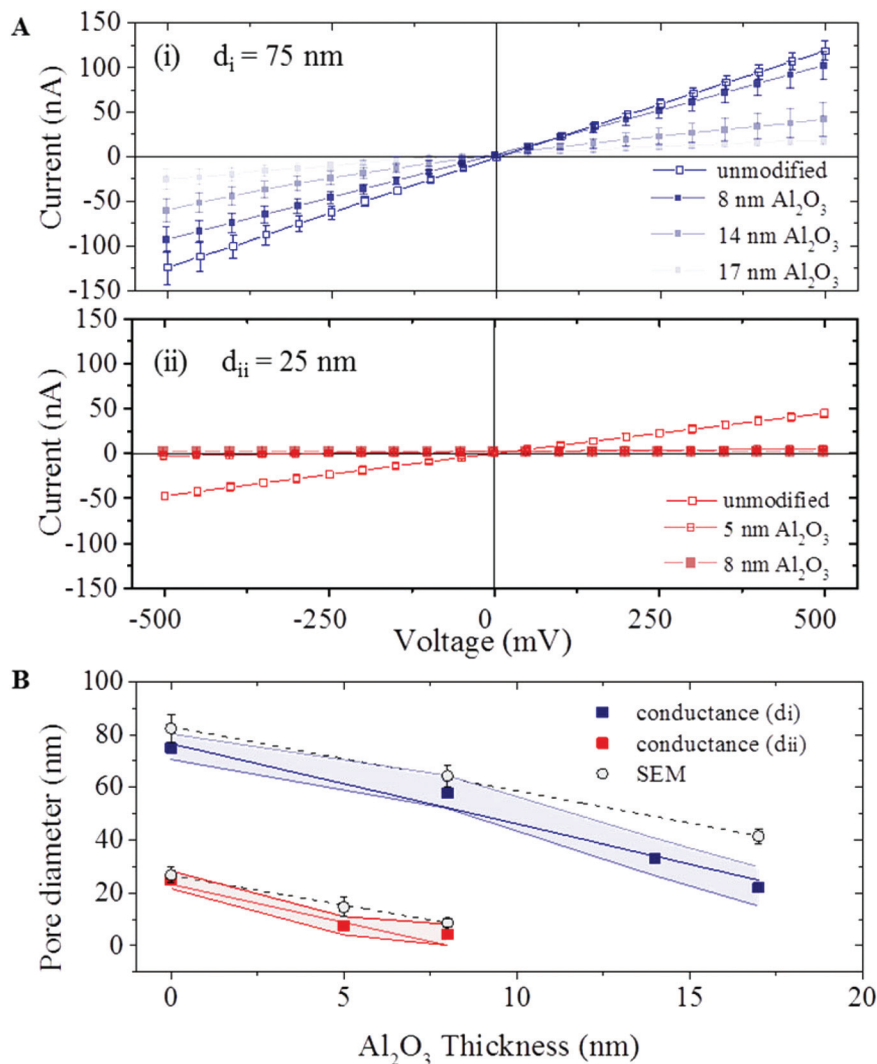 A
(i) d_i = 75 nm
Current (nA)
150
100
50
0
-50
-100
-150
unmodified
8 nm Al₂O₃
14 nm Al₂O₃
17 nm Al₂O₃
(ii) d_ii = 25 nm
Current (nA)
150
100
50
0
-50
-100
-150
unmodified
5 nm Al₂O₃
8 nm Al₂O₃
-500 -250 0 250 500
Voltage (mV)
B
Pore diameter (nm)
100
80
60
40
20
0
conductance (di)
conductance (dii)
SEM
0 5 10 15 20
Al₂O₃ Thickness (nm)